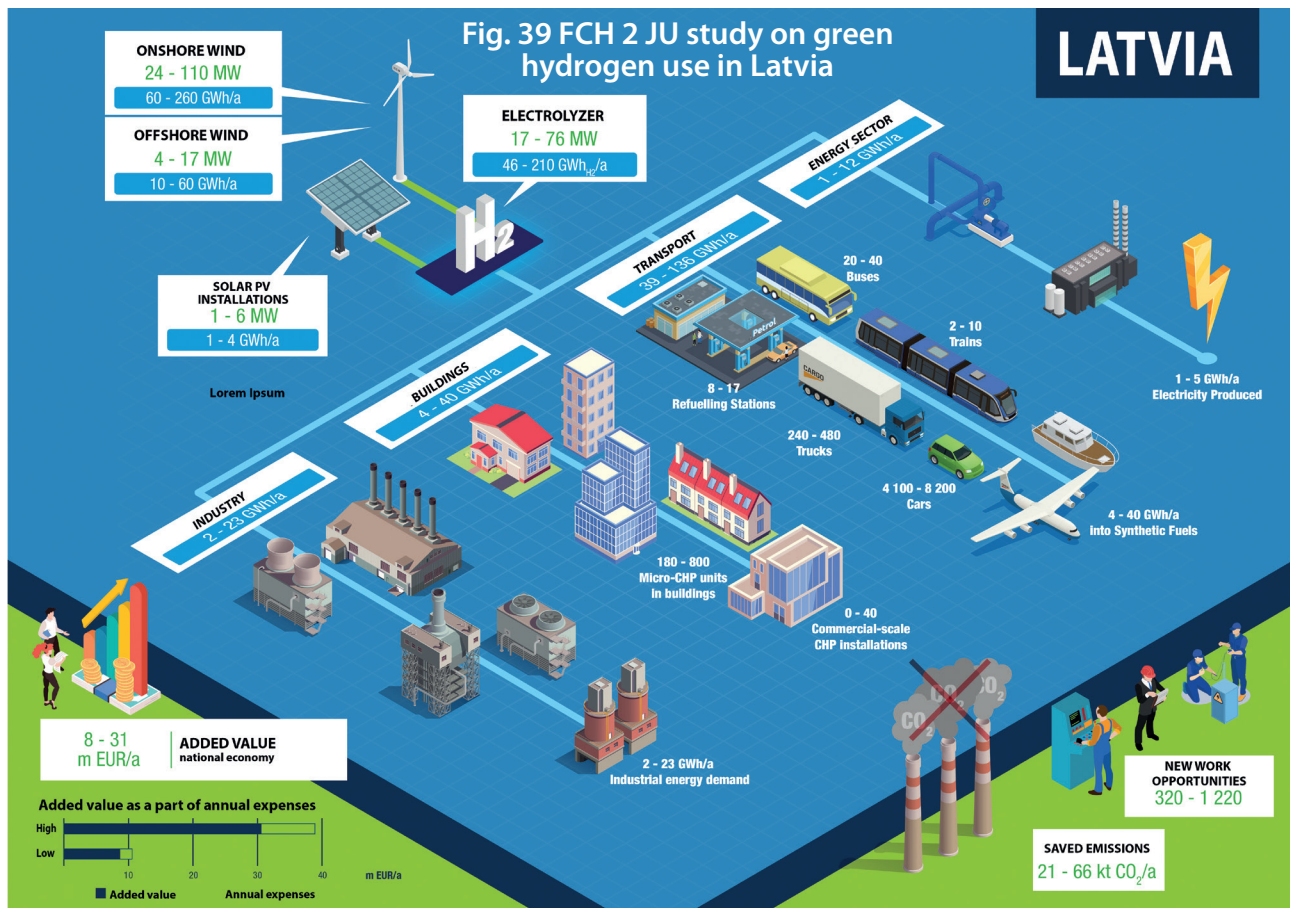 Fig. 39 FCH 2 JU study on green
hydrogen use in Latvia
LATVIA
ONSHORE WIND
24 - 110 MW
60 - 260 GWh/a
OFFSHORE WIND
4 - 17 MW
10 - 60 GWh/a
ELECTROLYZER
17 - 76 MW
46 - 210 GWhH2/a
H2
SOLAR PV
INSTALLATIONS
1 - 6 MW
1 - 4 GWh/a
Lorem ipsum
ENERGY SECTOR
1 - 12 GWh/a
1 - 5 GWh/a
Electricity Produced
TRANSPORT
39 - 136 GWh/a
20 - 40
Buses
2 - 10
Trains
Petrol
8 - 17
Refuelling Stations
CARGO
240 - 480
Trucks
4 100 - 8 200
Cars
4 - 40 GWh/a
into Synthetic Fuels
BUILDINGS
4 - 40 GWh/a
180 - 800
Micro-CHP units
in buildings
0 - 40
Commercial-scale
CHP installations
INDUSTRY
2 - 23 GWh/a
2 - 23 GWh/a
Industrial energy demand
8 - 31
m EUR/a
ADDED VALUE
national economy
Added value as a part of annual expenses
High
Low
10
20
30
40
m EUR/a
Added value
Annual expenses
CO2
CO2
CO2
NEW WORK
OPPORTUNITIES
320 - 1 220
SAVED EMISSIONS
21 - 66 kt CO2/a